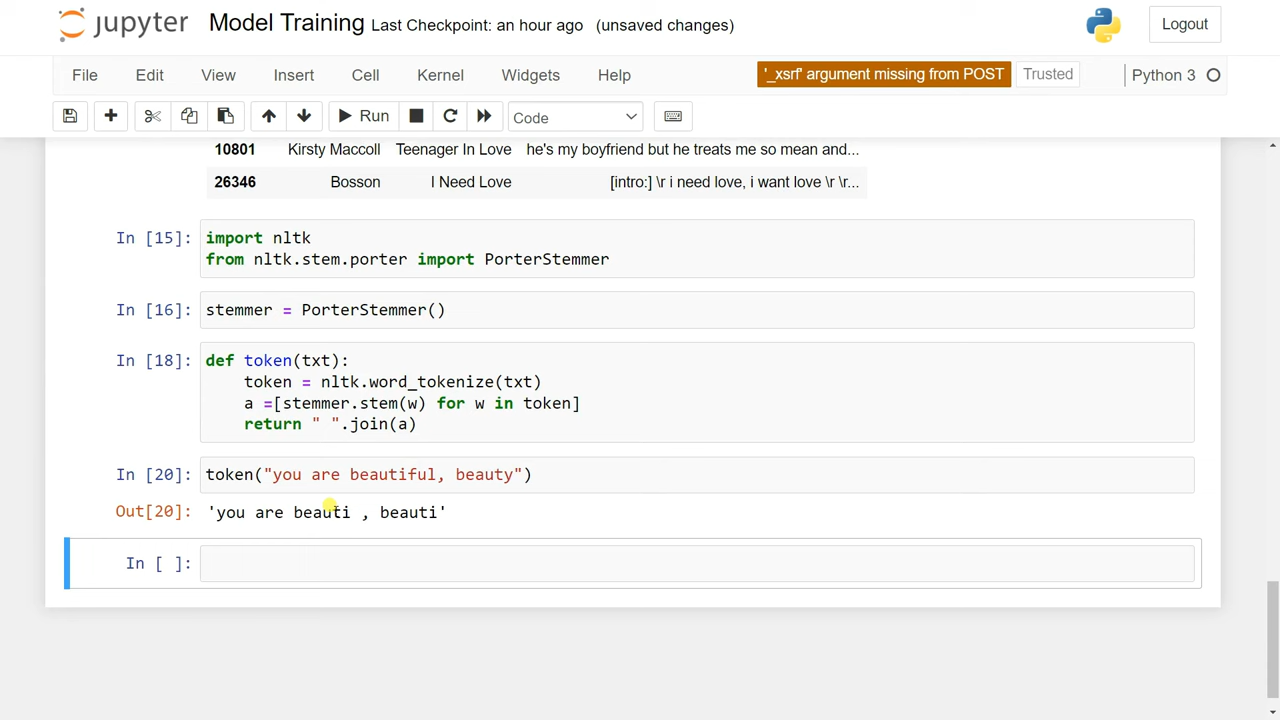 jupyter Model Training Last Checkpoint: an hour ago (unsaved changes) Logout
File Edit View Insert Cell Kernel Widgets Help '_xsrf' argument missing from POST Trusted Python 3
Run Code
10801 Kirsty Maccoll Teenager In Love he's my boyfriend but he treats me so mean and...
26346 Bosson I Need Love [intro:] \r i need love, i want love \r \r...
In [15]: import nltk
from nltk.stem.porter import PorterStemmer
In [16]: stemmer = PorterStemmer()
In [18]: def token(txt):
token = nltk.word_tokenize(txt)
a =[stemmer.stem(w) for w in token]
return " ".join(a)
In [20]: token("you are beautiful, beauty")
Out[20]: 'you are beauti , beauti'
In [ ]: